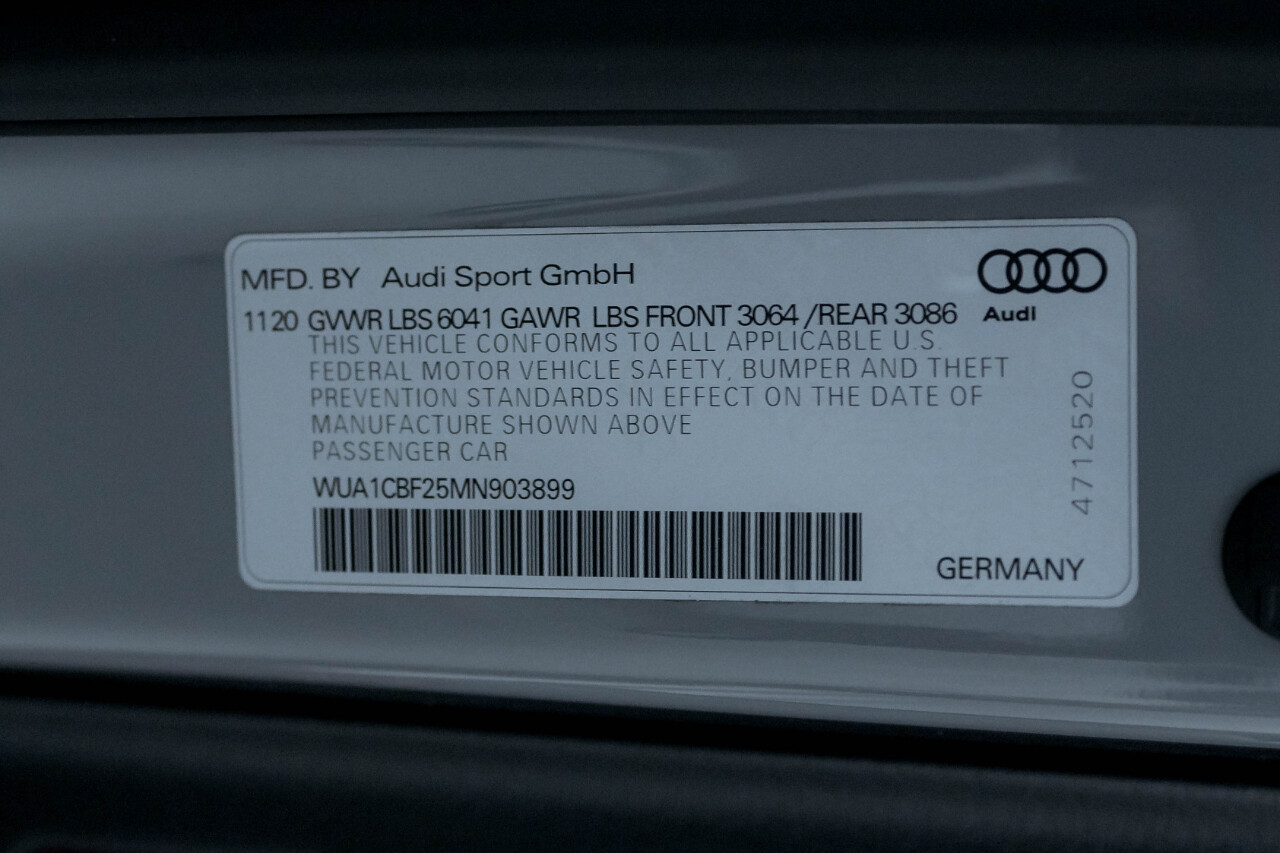 MFD. BY Audi Sport GmbH
Audi
1120 GVWR LBS 6041 GAWR LBS FRONT 3064 /REAR 3086
THIS VEHICLE CONFORMS TO ALL APPLICABLE U.S.
FEDERAL MOTOR VEHICLE SAFETY, BUMPER AND THEFT
PREVENTION STANDARDS IN EFFECT ON THE DATE OF
MANUFACTURE SHOWN ABOVE
PASSENGER CAR
WUA1CBF25MN903899
4712520
GERMANY